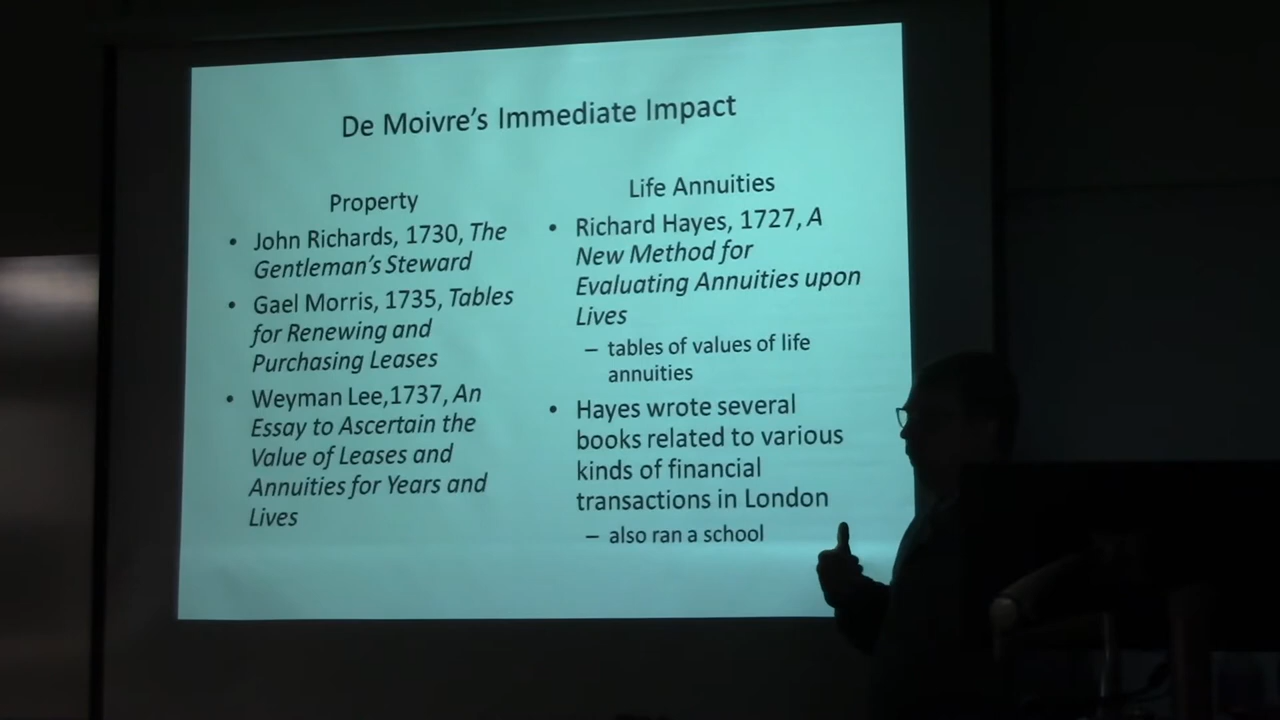 De Moivre's Immediate Impact
Property
• John Richards, 1730, The
Gentleman's Steward
• Gael Morris, 1735, Tables
for Renewing and
Purchasing Leases
• Weyman Lee,1737, An
Essay to Ascertain the
Value of Leases and
Annuities for Years and
Lives
Life Annuities
• Richard Hayes, 1727, A
New Method for
Evaluating Annuities upon
Lives
– tables of values of life
annuities
• Hayes wrote several
books related to various
kinds of financial
transactions in London
– also ran a school